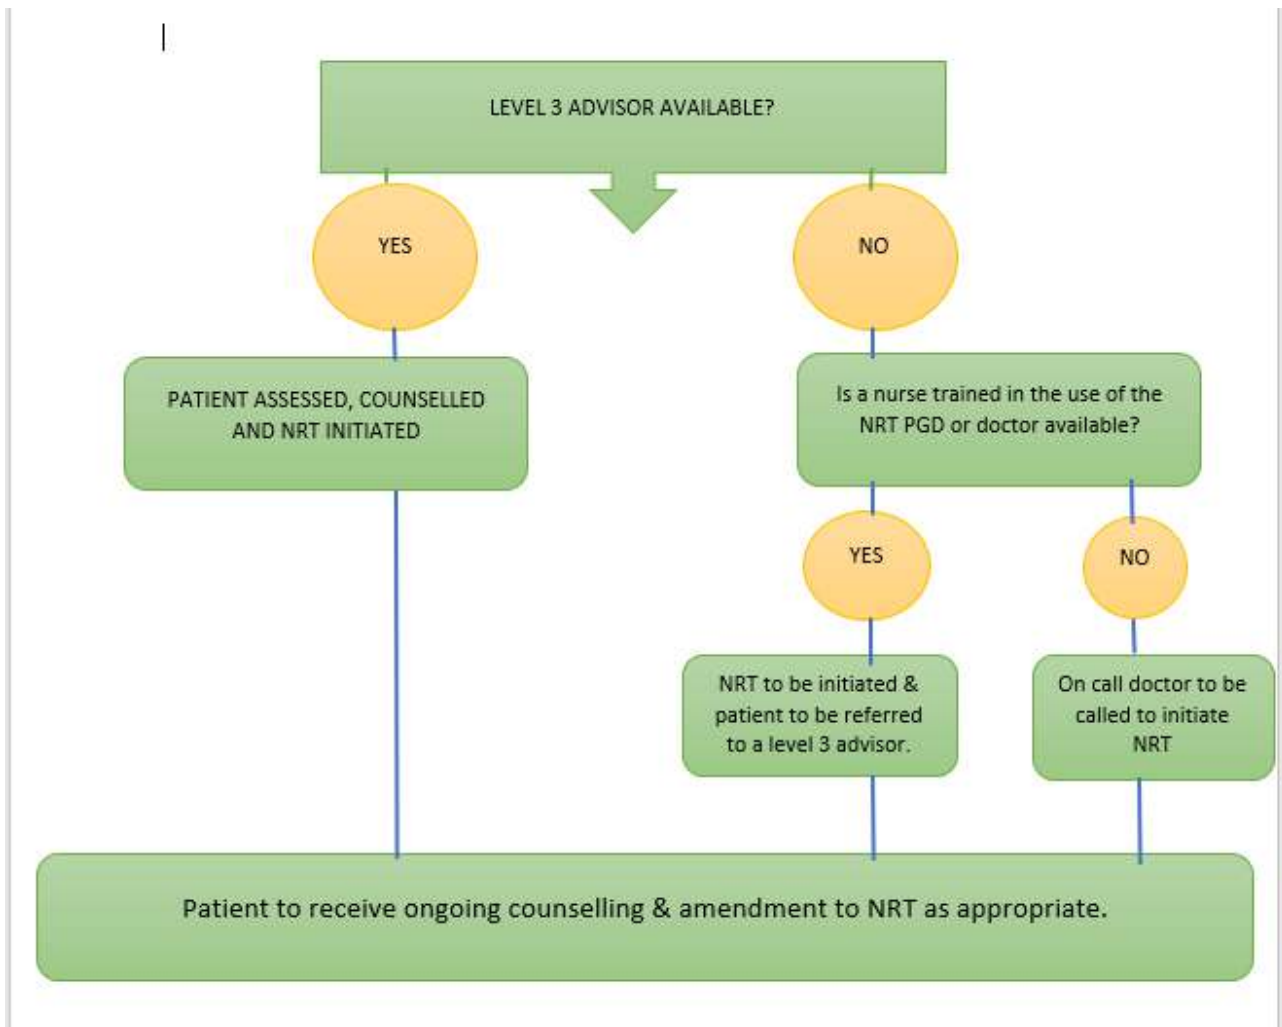 LEVEL 3 ADVISOR AVAILABLE?
YES
NO
PATIENT ASSESSED, COUNSELLED
AND NRT INITIATED
Is a nurse trained in the use of the
NRT PGD or doctor available?
YES
NO
NRT to be initiated &
patient to be referred
to a level 3 advisor.
On call doctor to be
called to initiate
NRT
Patient to receive ongoing counselling & amendment to NRT as appropriate.